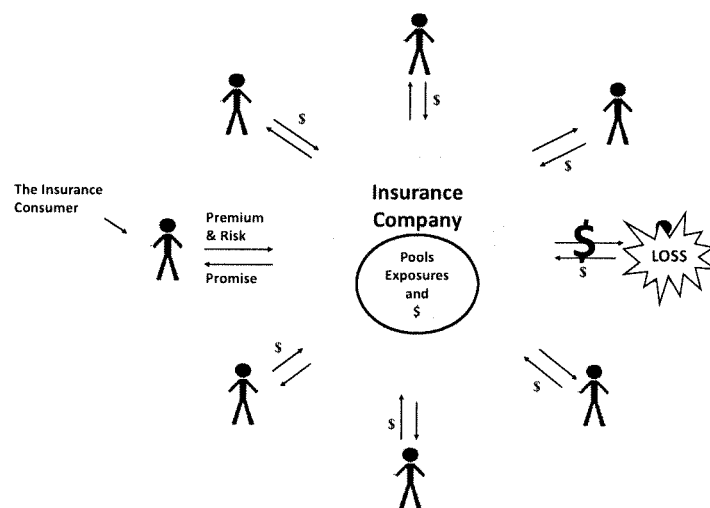 $
$
$
The Insurance
Consumer
Premium
& Risk
Promise
Insurance
Company
Pools
Exposures
and
$
$
$
LOSS
$
$
$